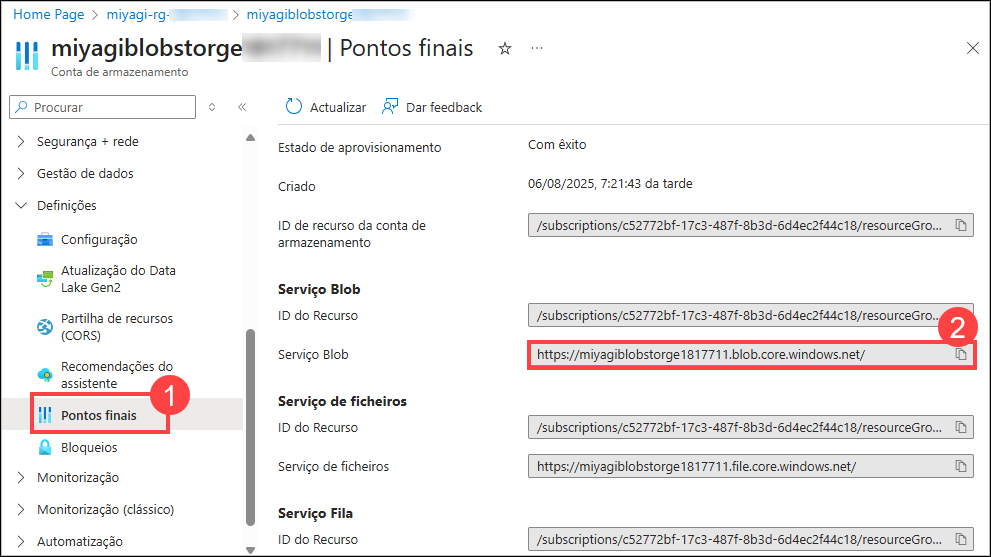 Home Page > miyagi-rg- > miyagiblobstorge
miyagiblobstorge | Pontos finais ☆ ...
Conta de armazenamento
Procurar
Atualizar Dar feedback
Segurança + rede
Gestão de dados
Definições
Configuração
Atualização do Data
Lake Gen2
Partilha de recursos
(CORS)
Recomendações do
assistente
Pontos finais
1
Bloqueios
Monitorização
Monitorização (clássico)
Automatização
Estado de aprovisionamento
Com êxito
Criado
06/08/2025, 7:21:43 da tarde
ID de recurso da conta de
armazenamento
/subscriptions/c52772bf-17c3-487f-8b3d-6d4ec2f44c18/resourceGro...
Serviço Blob
ID do Recurso
/subscriptions/c52772bf-17c3-487f-8b3d-6d4ec2f44c18/resourceGro...
2
Serviço Blob
https://miyagiblobstorge1817711.blob.core.windows.net/
Serviço de ficheiros
ID do Recurso
/subscriptions/c52772bf-17c3-487f-8b3d-6d4ec2f44c18/resourceGro...
Serviço de ficheiros
https://miyagiblobstorge1817711.file.core.windows.net/
Serviço Fila
ID do Recurso
/subscriptions/c52772bf-17c3-487f-8b3d-6d4ec2f44c18/resourceGro...